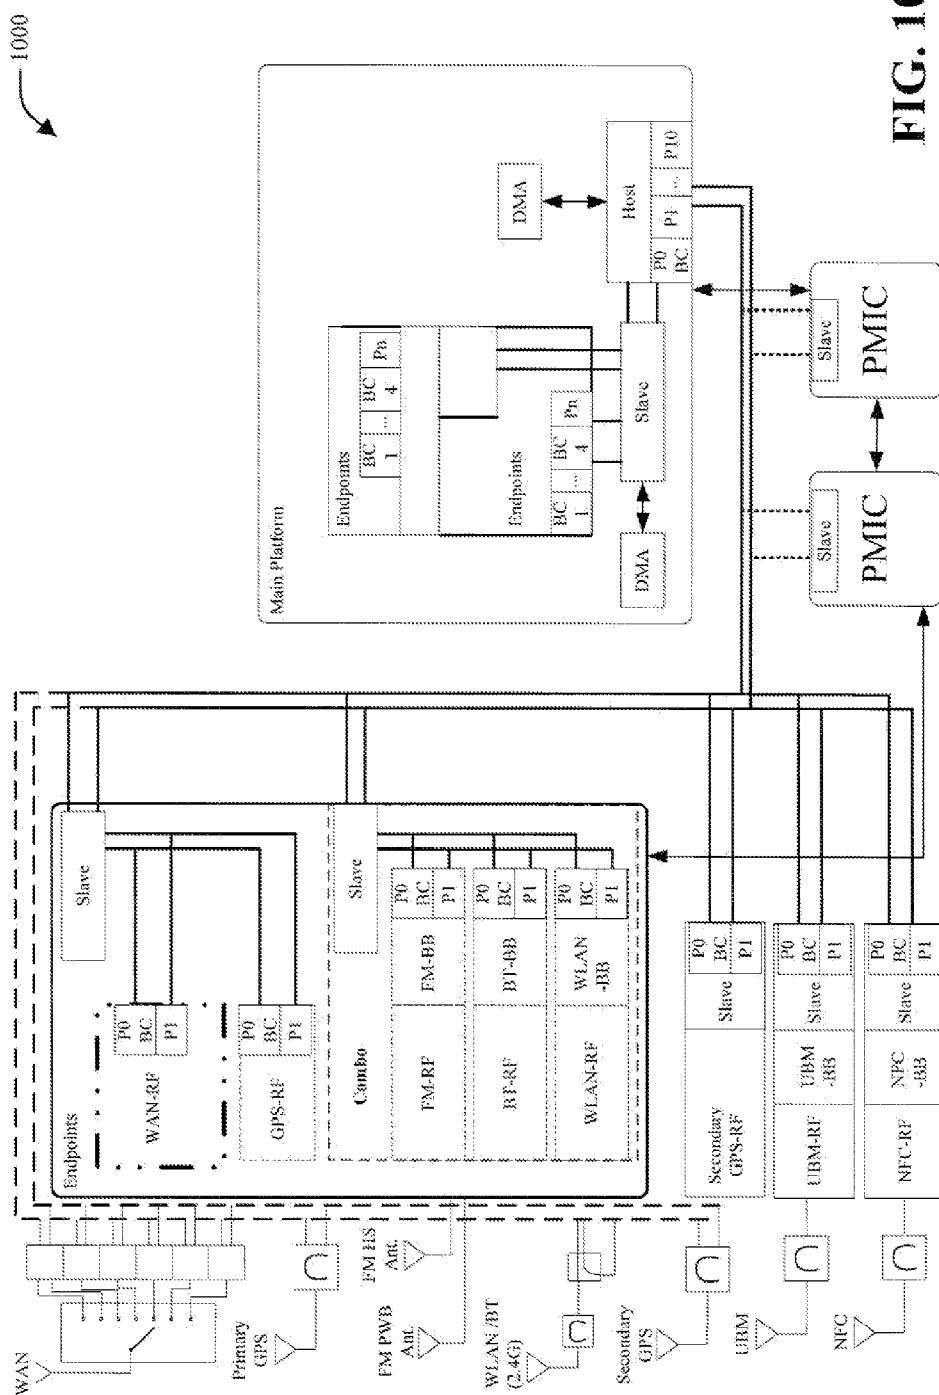 1000
FIG. 10
Main Platform
Endpoints
BC
1
...
BC
4
Pn
Endpoints
BC
1
...
BC
4
Pn
DMA
Slave
DMA
Host
P0
BC
P1
...
P10
Slave
PMIC
Slave
PMIC
Endpoints
Slave
WAN-RF
P0
BC
P1
GPS-RF
P0
BC
P1
Combo
Slave
FM-RF
FM-BB
P0
BC
P1
BT-RF
BT-BB
P0
BC
P1
WLAN-RF
WLAN
-BB
P0
BC
P1
Secondary
GPS-RF
Slave
P0
BC
P1
UBM-RF
UBM
-BB
Slave
P0
BC
P1
NFC-RF
NFC
-BB
Slave
P0
BC
P1
WAN
Primary
GPS
FM HS
Ant.
FM PWB
Ant.
WLAN /BT
(2.4G)
Secondary
GPS
UBM
NFC